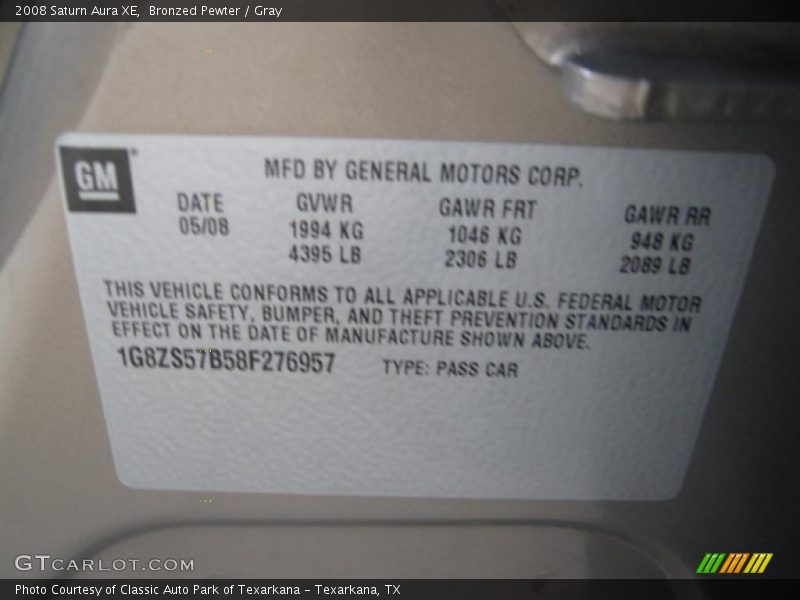 2008 Saturn Aura XE,  Bronzed Pewter / Gray
GM
MFD BY GENERAL MOTORS CORP.
DATE GVWR GAWR FRT GAWR RR
05/08 1994 KG 1046 KG 948 KG
4395 LB 2306 LB 2089 LB
THIS VEHICLE CONFORMS TO ALL APPLICABLE U.S. FEDERAL MOTOR
VEHICLE SAFETY, BUMPER, AND THEFT PREVENTION STANDARDS IN
EFFECT ON THE DATE OF MANUFACTURE SHOWN ABOVE.
1G8ZS57B58F276957 TYPE: PASS CAR
GTCARLOT.COM
Photo Courtesy of Classic Auto Park of Texarkana – Texarkana, TX